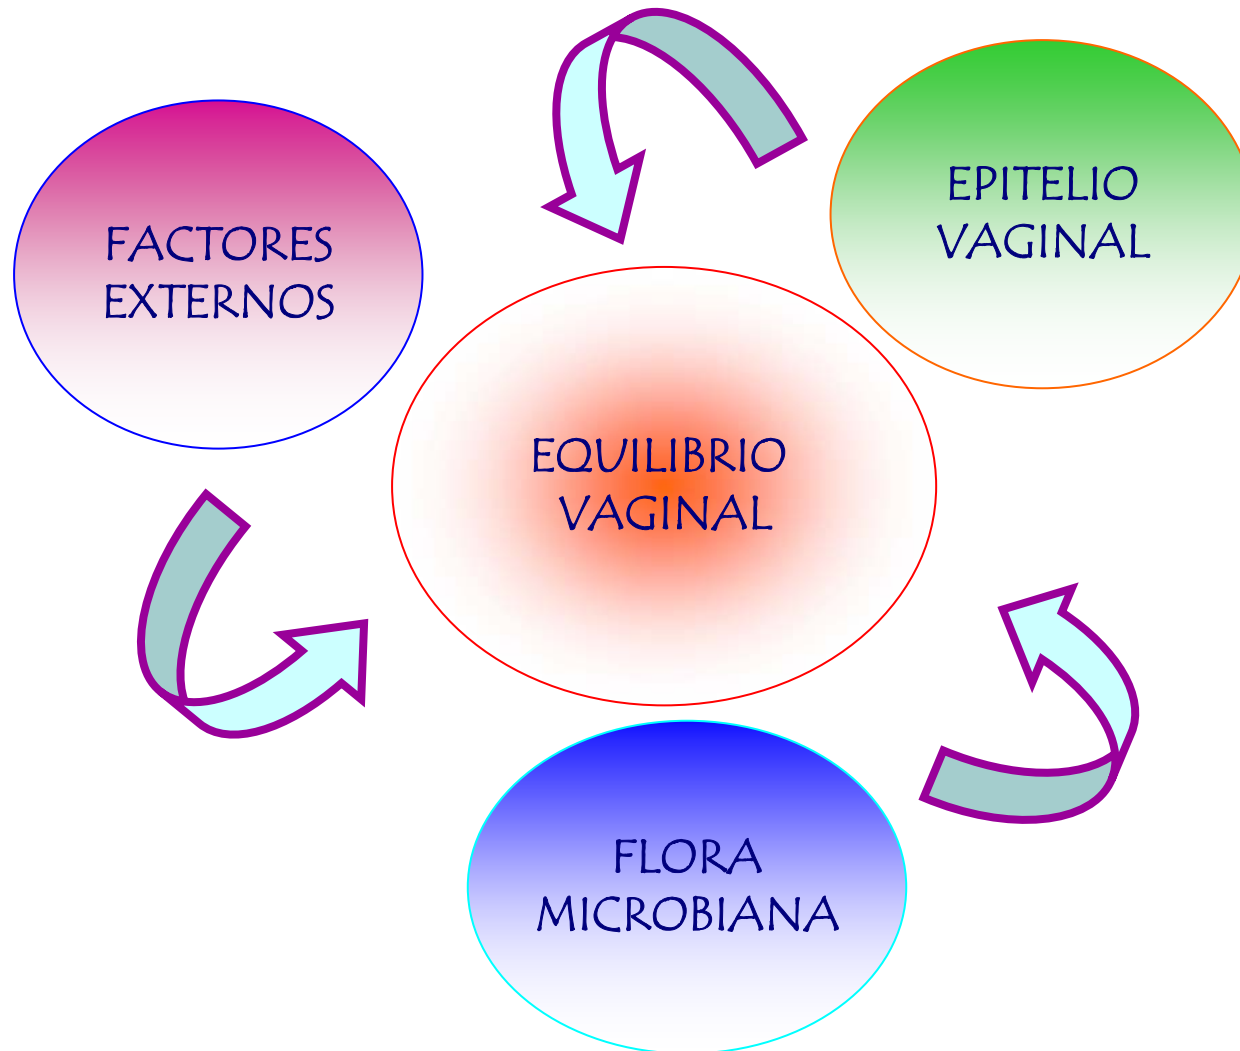 FACTORES
EXTERNOS
EPITELIO
VAGINAL
EQUILIBRIO
VAGINAL
FLORA
MICROBIANA